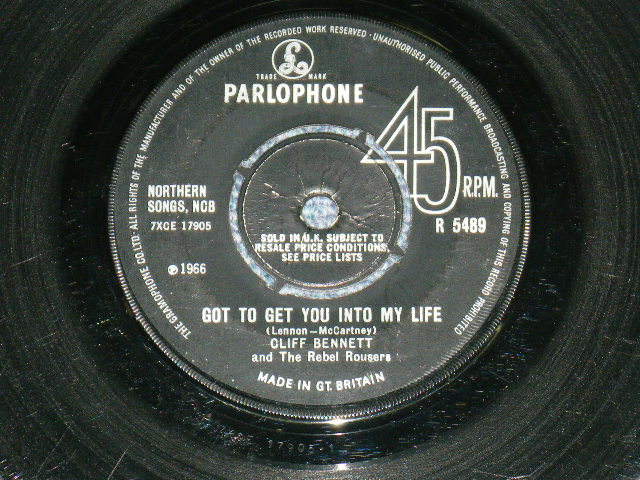 THE GRAMOPHONE CO. LTD. ALL RIGHTS OF THE MANUFACTURER AND OF THE OWNER OF THE RECORDED WORK RESERVED · UNAUTHORISED PUBLIC PERFORMANCE BROADCASTING AND COPYING OF THIS RECORD PROHIBITED
£
TRADE MARK
PARLOPHONE
45 R.P.M.
NORTHERN
SONGS, NCB
7XCE 17905
R 5489
SOLD IN U.K. SUBJECT TO
RESALE PRICE CONDITIONS,
SEE PRICE LISTS
℗ 1966
GOT TO GET YOU INTO MY LIFE
(Lennon—McCartney)
CLIFF BENNETT
and The Rebel Rousers
MADE IN GT. BRITAIN